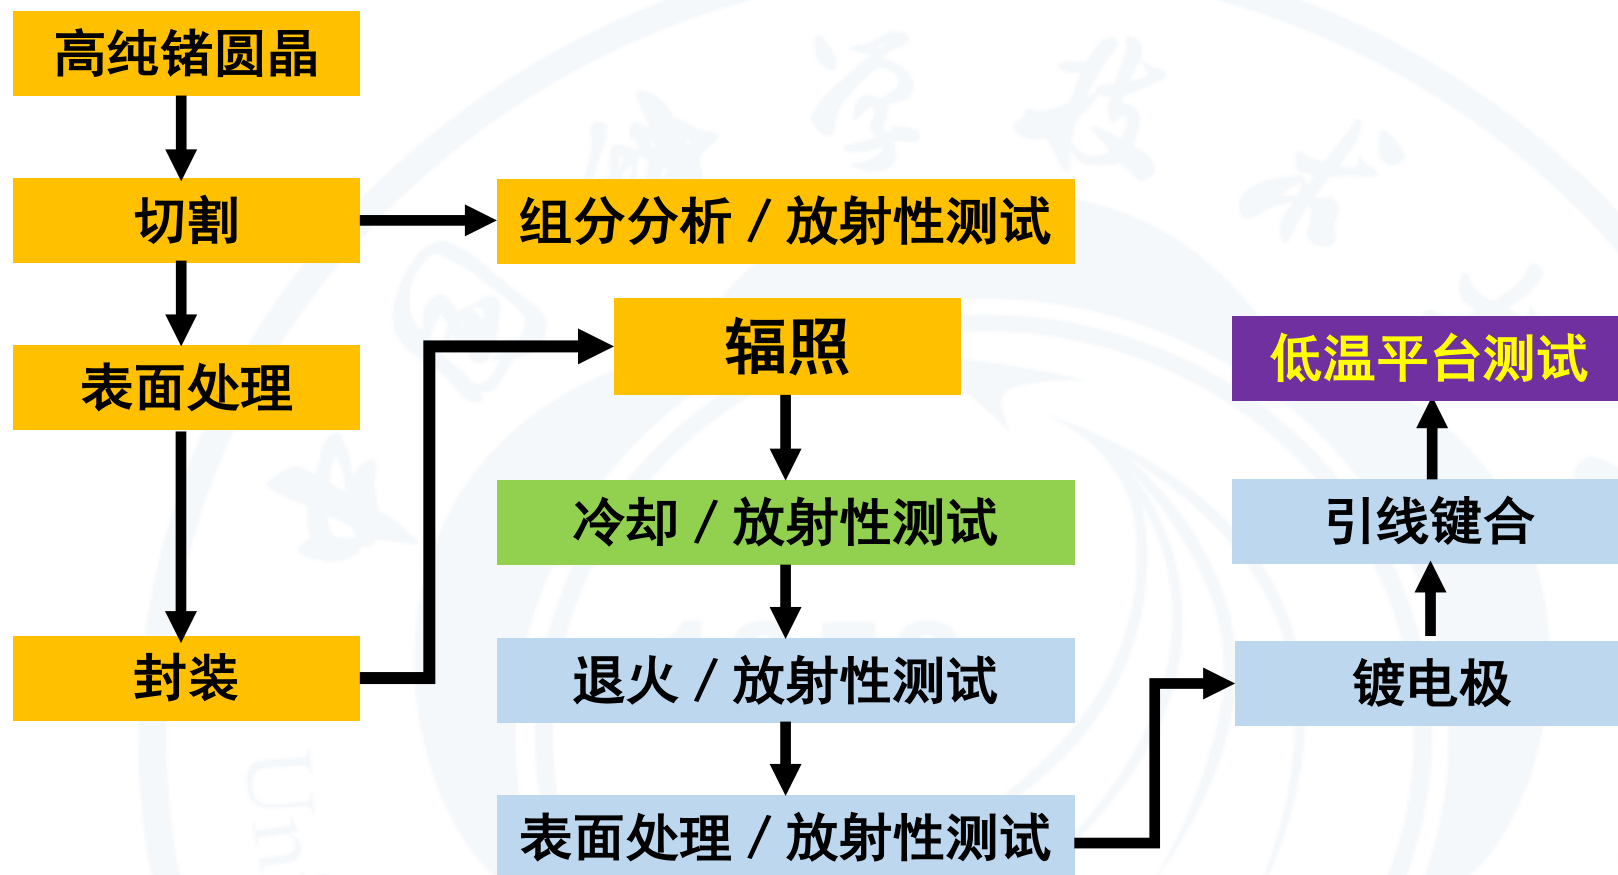 高纯锗圆晶
切割
组分分析 / 放射性测试
表面处理
封装
辐照
冷却 / 放射性测试
退火 / 放射性测试
表面处理 / 放射性测试
镀电极
引线键合
低温平台测试